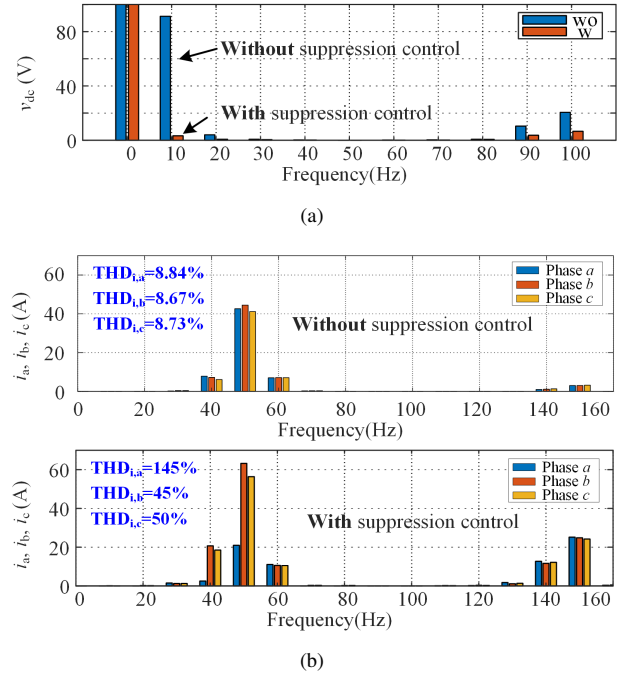 80
40
0
v_dc (V)
wo
w
Without suppression control
With suppression control
0 10 20 30 40 50 60 70 80 90 100
Frequency(Hz)
(a)
60
40
20
0
i_a, i_b, i_c (A)
THD_i,a=8.84%
THD_i,b=8.67%
THD_i,c=8.73%
Phase a
Phase b
Phase c
Without suppression control
0 20 40 60 80 100 120 140 160
Frequency(Hz)
60
40
20
0
i_a, i_b, i_c (A)
THD_i,a=145%
THD_i,b=45%
THD_i,c=50%
Phase a
Phase b
Phase c
With suppression control
0 20 40 60 80 100 120 140 160
Frequency(Hz)
(b)